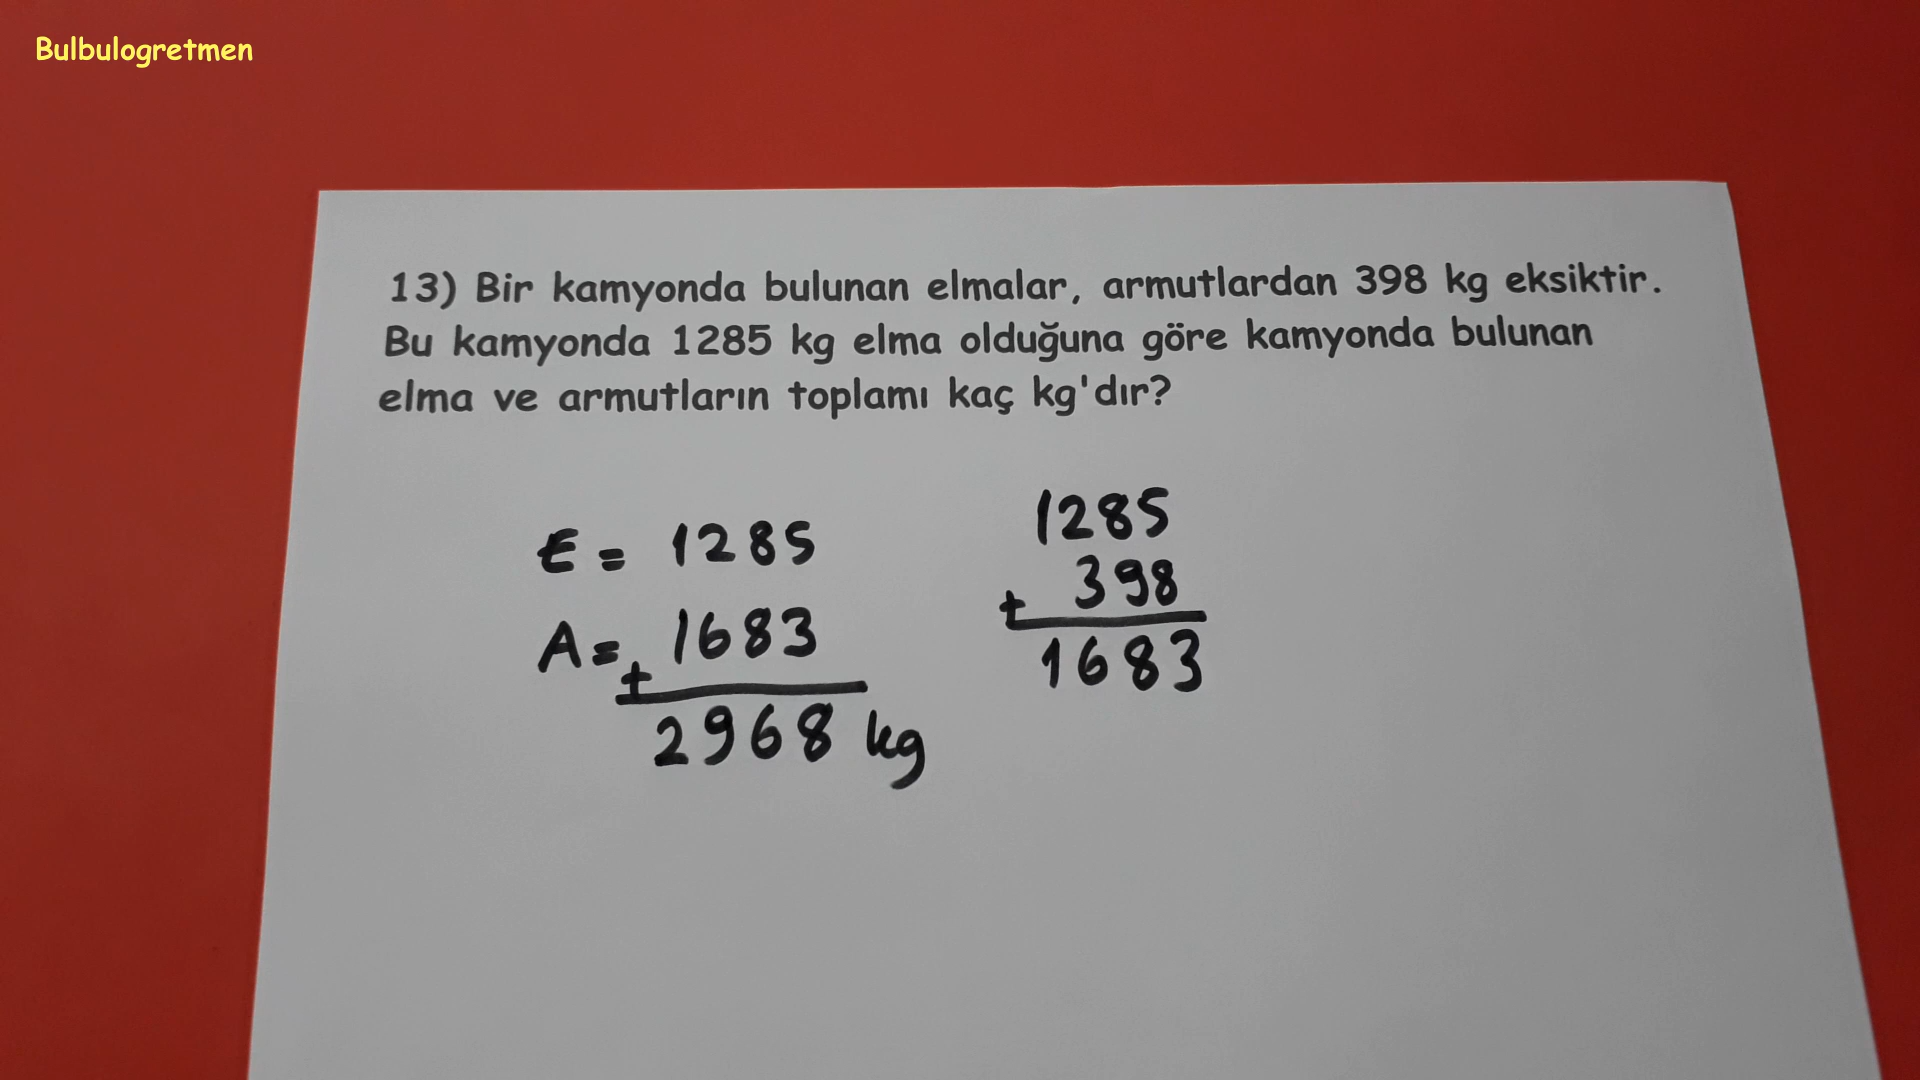 Bulbulogretmen
13) Bir kamyonda bulunan elmalar, armutlardan 398 kg eksiktir.
Bu kamyonda 1285 kg elma olduğuna göre kamyonda bulunan
elma ve armutların toplamı kaç kg'dır?
E = 1285
A = + 1683
2968 kg
1285
+ 398
1683